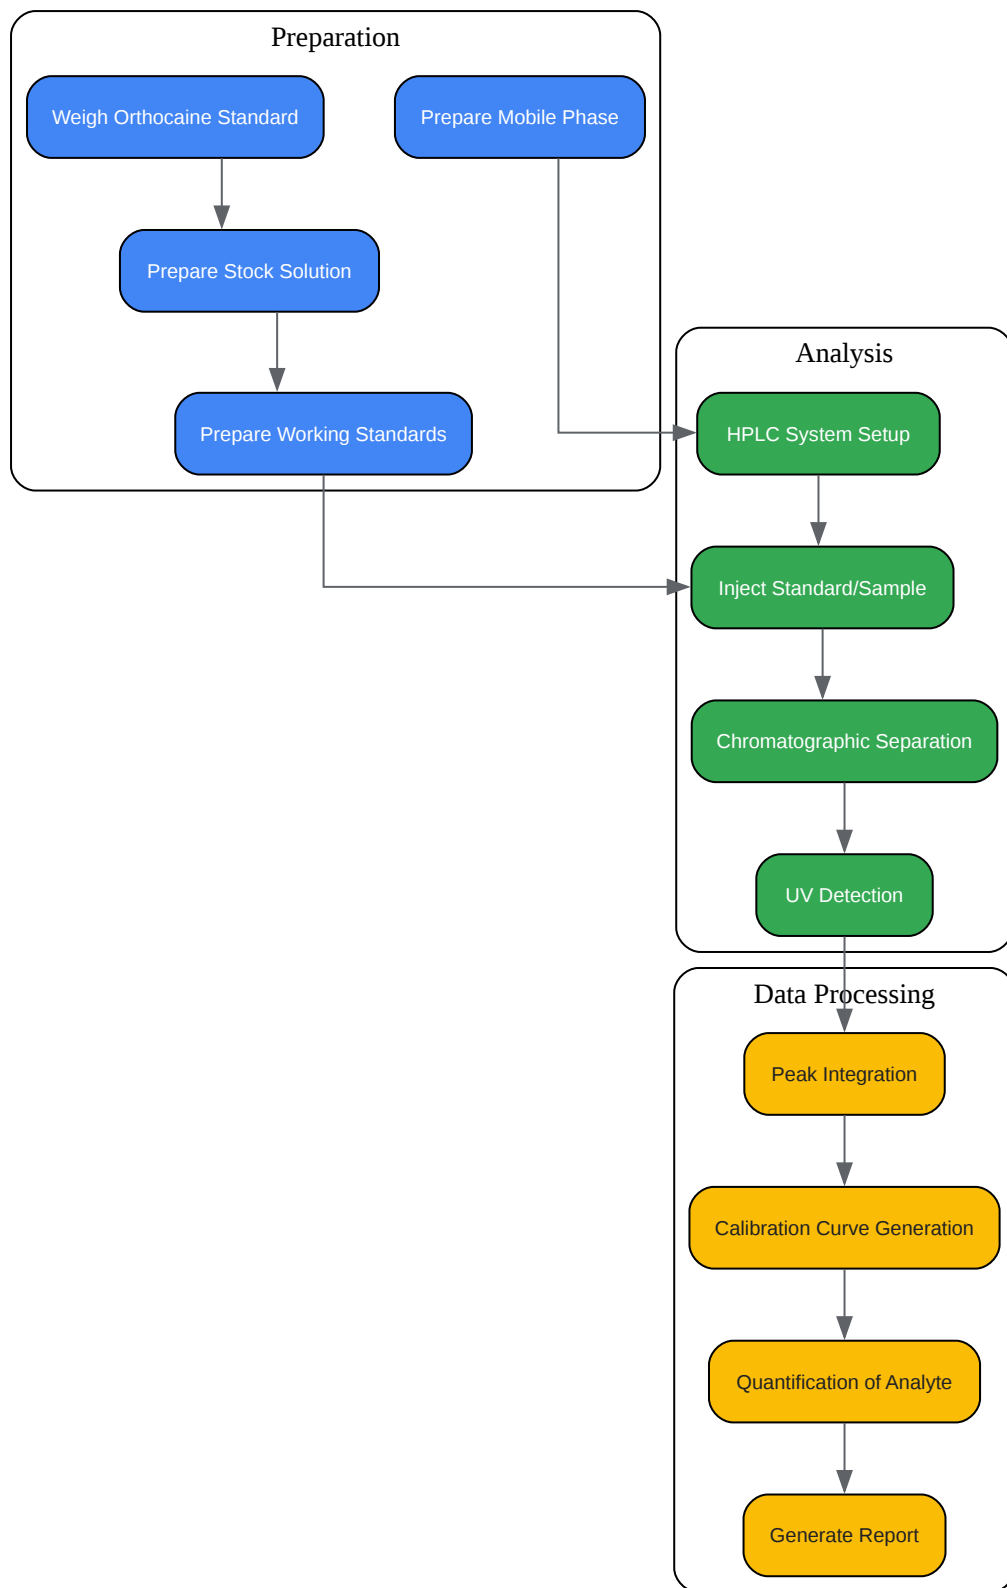 Preparation
Weigh Orthocaine Standard
Prepare Mobile Phase
Prepare Stock Solution
Prepare Working Standards
Analysis
HPLC System Setup
Inject Standard/Sample
Chromatographic Separation
UV Detection
Data Processing
Peak Integration
Calibration Curve Generation
Quantification of Analyte
Generate Report